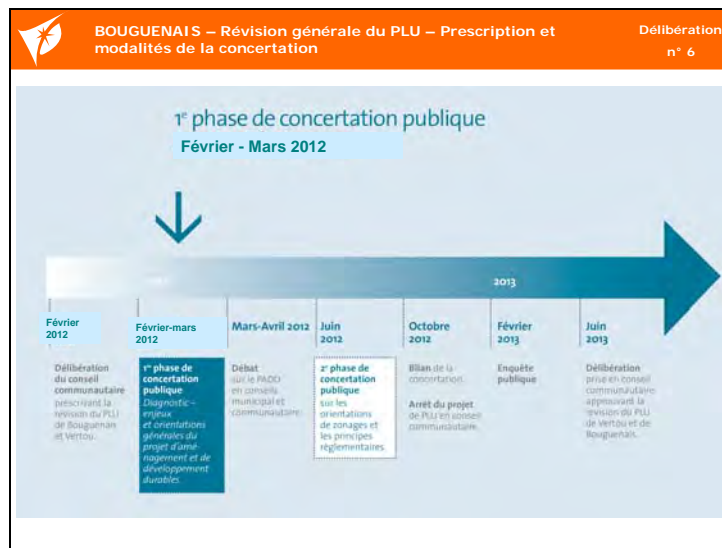 BOUGUENAIS – Révision générale du PLU – Prescription et
modalités de la concertation
Délibération
n° 6
1e phase de concertation publique
Février - Mars 2012
2013
Février
2012
Délibération
du conseil
communautaire
prescrivant la
révision du PLU
de Bouguenais
et Vertou.
Février-mars
2012
1re phase de
concertation
publique
Diagnostic –
enjeux
et orientations
générales du
projet d'amé-
nagement et de
développement
durables.
Mars-Avril 2012
Débat
sur le PADD
en conseils
municipal et
communautaire.
Juin
2012
2e phase de
concertation
publique
sur les
orientations
de zonages et
les principes
règlementaires.
Octobre
2012
Bilan de la
concertation.
Arrêt du projet
de PLU en conseil
communautaire.
Février
2013
Enquête
publique
Juin
2013
Délibération
prise en conseil
communautaire
approuvant la
révision du PLU
de Vertou et de
Bouguenais.